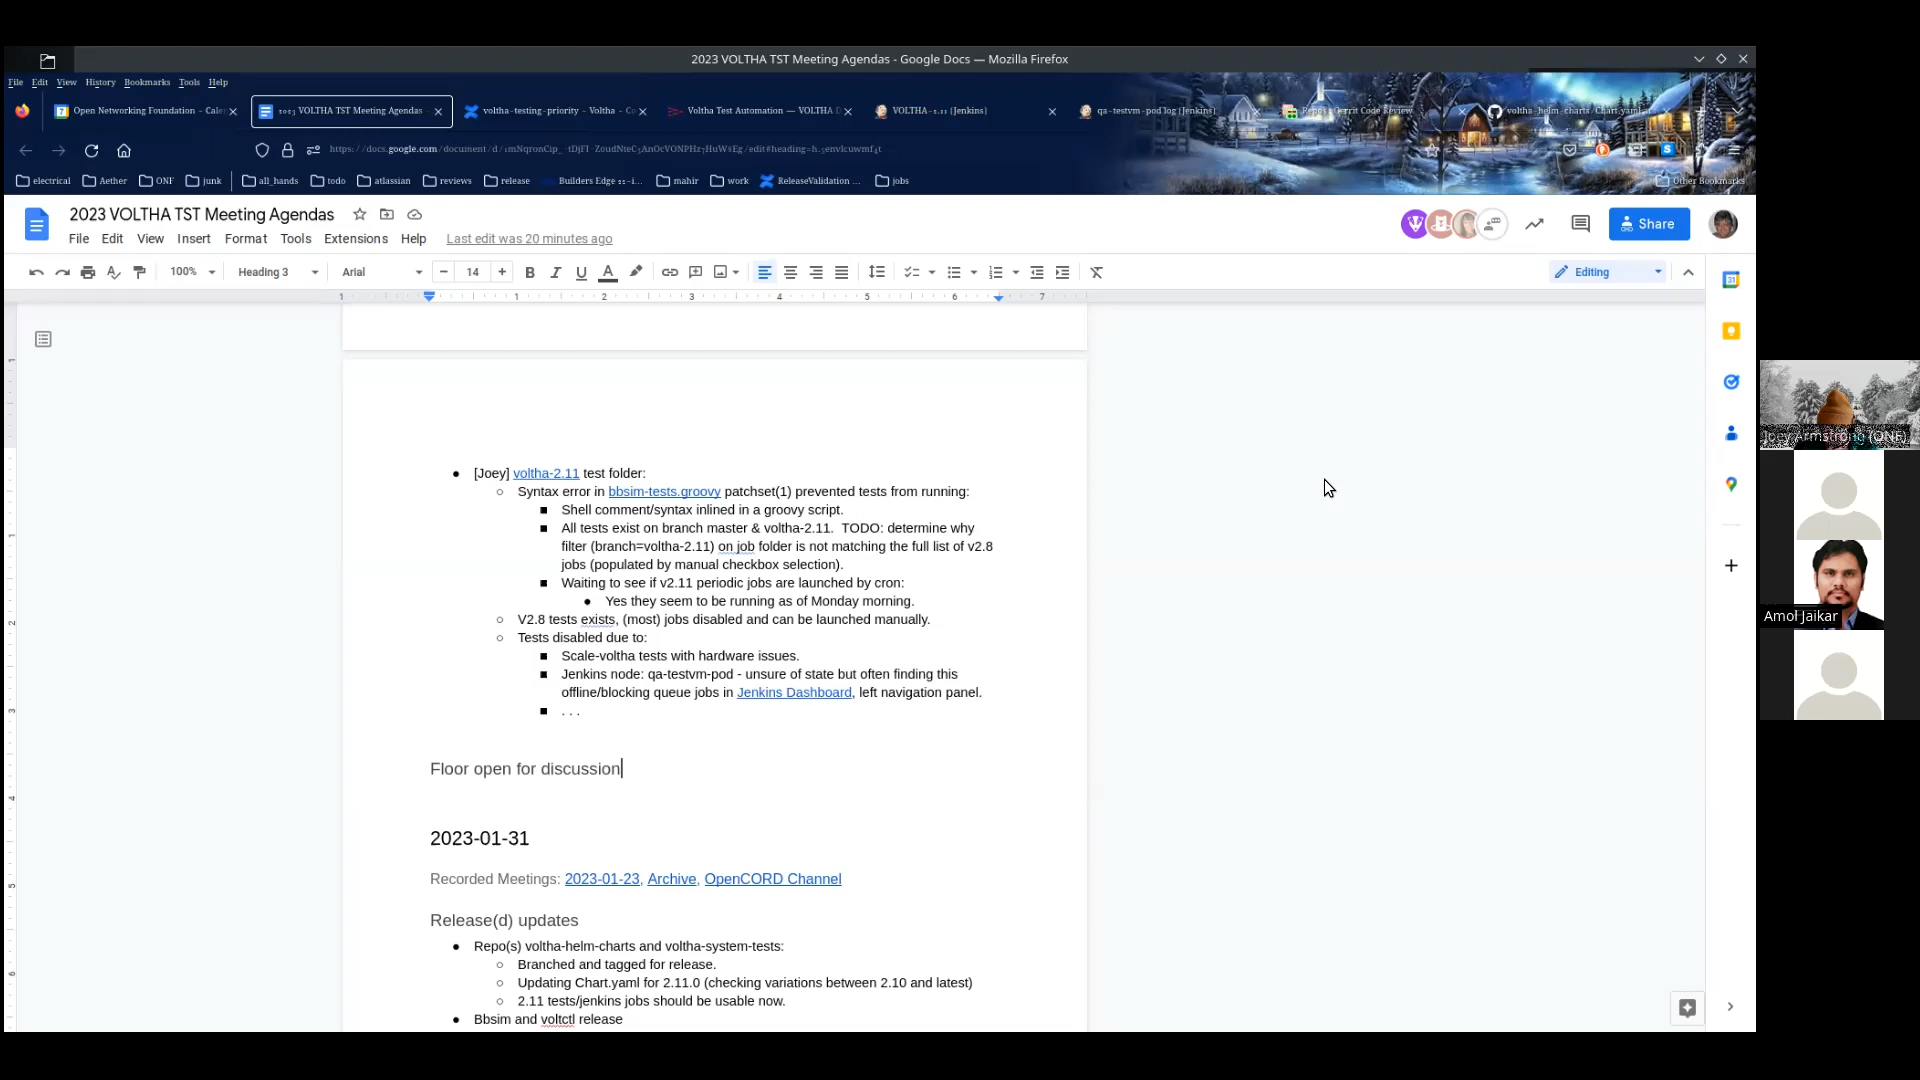 2023 VOLTHA TST Meeting Agendas - Google Docs — Mozilla Firefox
File Edit View History Bookmarks Tools Help
Open Networking Foundation - Cale
2023 VOLTHA TST Meeting Agendas
voltha-testing-priority - Voltha - Co
Voltha Test Automation — VOLTHA D
VOLTHA-2.11 [Jenkins]
qa-testvm-pod log [Jenkins]
Gerrit Code Review
voltha-helm-charts/Chart.yaml
electrical Aether ONF junk all_hands todo atlassian reviews release Builders Edge mahir work ReleaseValidation ... jobs Other Bookmarks
2023 VOLTHA TST Meeting Agendas
Share
File Edit View Insert Format Tools Extensions Help Last edit was 20 minutes ago
100% Heading 3 Arial 14 Editing
1 1 2 3 4 5 6 7
[Joey] voltha-2.11 test folder:
Syntax error in bbsim-tests.groovy patchset(1) prevented tests from running:
Shell comment/syntax inlined in a groovy script.
All tests exist on branch master & voltha-2.11. TODO: determine why
filter (branch=voltha-2.11) on job folder is not matching the full list of v2.8
jobs (populated by manual checkbox selection).
Waiting to see if v2.11 periodic jobs are launched by cron:
Yes they seem to be running as of Monday morning.
V2.8 tests exists, (most) jobs disabled and can be launched manually.
Tests disabled due to:
Scale-voltha tests with hardware issues.
Jenkins node: qa-testvm-pod - unsure of state but often finding this
offline/blocking queue jobs in Jenkins Dashboard, left navigation panel.
. . .
Floor open for discussion
2023-01-31
Recorded Meetings: 2023-01-23, Archive, OpenCORD Channel
Release(d) updates
Repo(s) voltha-helm-charts and voltha-system-tests:
Branched and tagged for release.
Updating Chart.yaml for 2.11.0 (checking variations between 2.10 and latest)
2.11 tests/jenkins jobs should be usable now.
Bbsim and voltctl release
Joey Armstrong (ONF)
Amol Jaikar